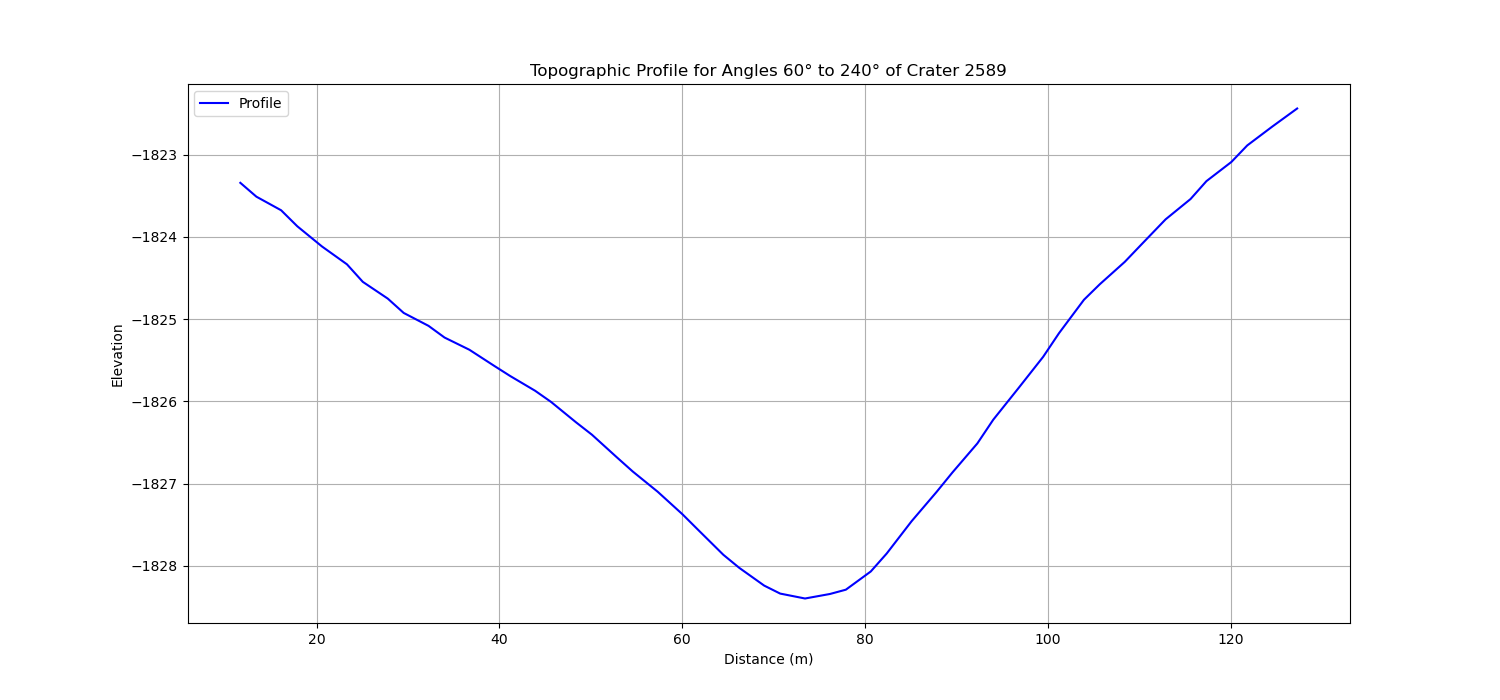 Topographic Profile for Angles 60° to 240° of Crater 2589
Profile
−1823
−1824
−1825
−1826
−1827
−1828
Elevation
20 40 60 80 100 120
Distance (m)